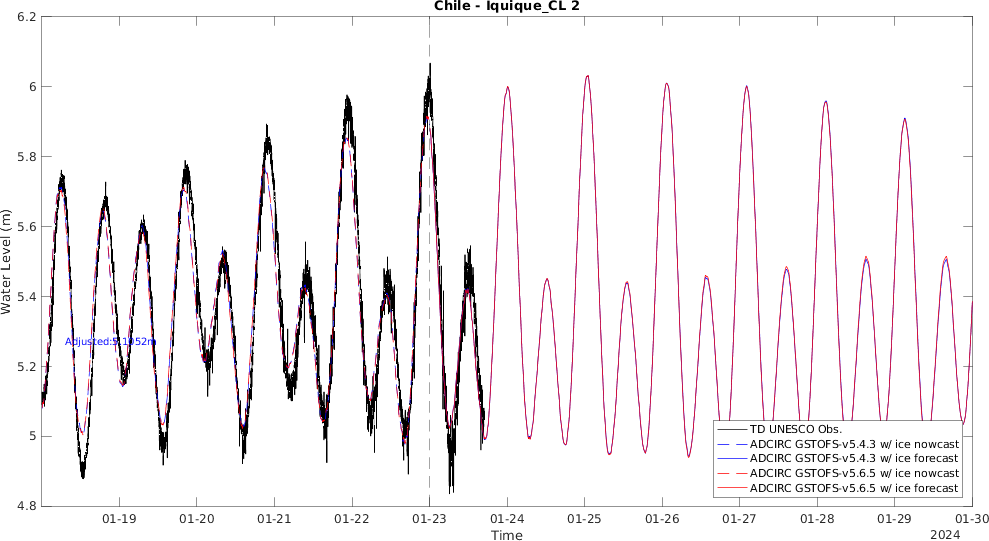 Chile - Iquique_CL 2
6.2
6
5.8
5.6
5.4
5.2
5
4.8
Water Level (m)
Adjusted:5.1052m
TD UNESCO Obs.
ADCIRC GSTOFS-v5.4.3 w/ ice nowcast
ADCIRC GSTOFS-v5.4.3 w/ ice forecast
ADCIRC GSTOFS-v5.6.5 w/ ice nowcast
ADCIRC GSTOFS-v5.6.5 w/ ice forecast
01-19 01-20 01-21 01-22 01-23 01-24 01-25 01-26 01-27 01-28 01-29 01-30
Time
2024